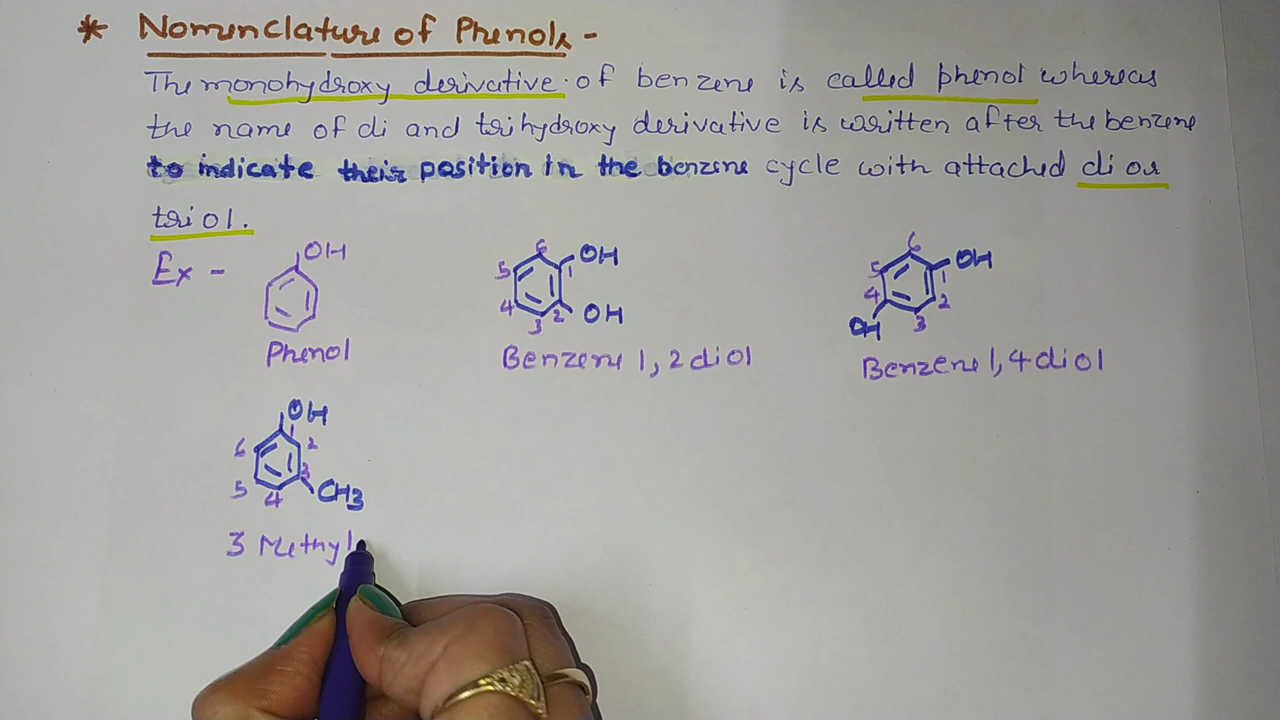 * Nomenclature of Phenols -
The monohydroxy derivative of benzene is called phenol whereas
the name of di and trihydroxy derivative is written after the benzene
to indicate their position in the benzene cycle with attached di or
triol.
Ex -
OH
Phenol
6 OH
5 1
4 2 OH
3
Benzene 1, 2 diol
6 OH
5 1
4 2
OH 3
Benzene 1, 4 diol
OH
1
6 2
5 3
4 CH3
3 Methyl